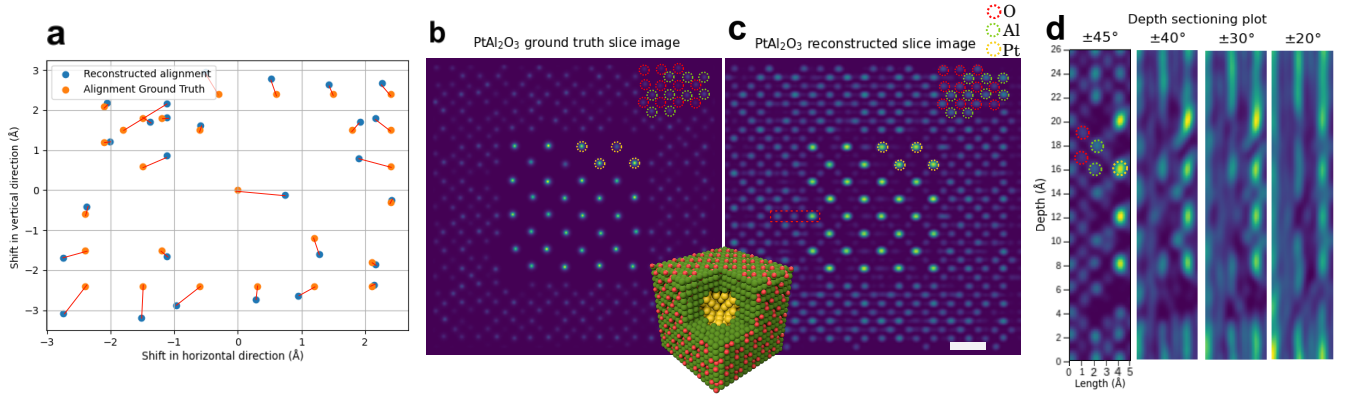 a
Reconstructed alignment
Alignment Ground Truth
Shift in vertical direction (Å)
3
2
1
0
−1
−2
−3
−3 −2 −1 0 1 2
Shift in horizontal direction (Å)
b
PtAl₂O₃ ground truth slice image
c
PtAl₂O₃ reconstructed slice image
O
Al
Pt
d
Depth sectioning plot
±45° ±40° ±30° ±20°
Depth (Å)
26
24
22
20
18
16
14
12
10
8
6
4
2
0
0 1 2 3 4 5
Length (Å)